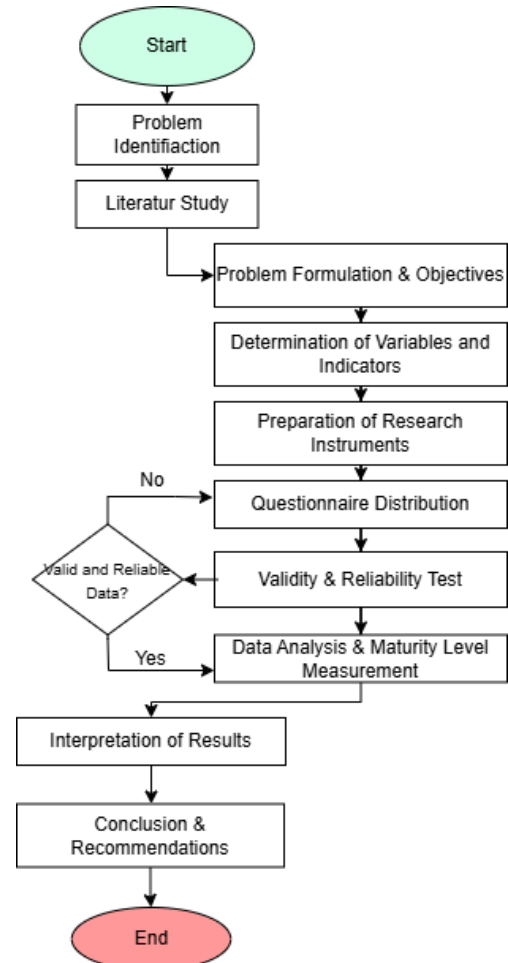 Start
Problem
Identifiaction
Literatur Study
Problem Formulation & Objectives
Determination of Variables and
Indicators
Preparation of Research
Instruments
No
Questionnaire Distribution
Valid and Reliable
Data?
Validity & Reliability Test
Yes
Data Analysis & Maturity Level
Measurement
Interpretation of Results
Conclusion &
Recommendations
End